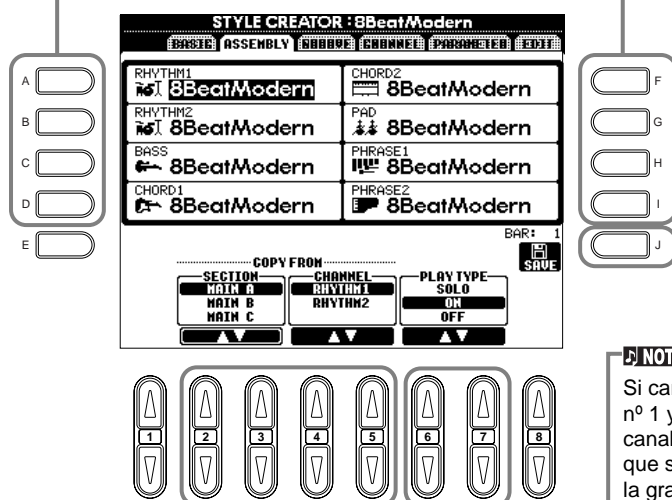 STYLE CREATOR : 8BeatModern
BASIC ASSEMBLY GROOVE CHANNEL PARAMETER EDIT
RHYTHM1
8BeatModern
CHORD2
8BeatModern
RHYTHM2
8BeatModern
PAD
8BeatModern
BASS
8BeatModern
PHRASE1
8BeatModern
CHORD1
8BeatModern
PHRASE2
8BeatModern
A
B
C
D
E
F
G
H
I
J
BAR: 1
SAVE
COPY FROM
SECTION CHANNEL PLAY TYPE
MAIN A RHYTHM1 SOLO
MAIN B RHYTHM2 ON
MAIN C OFF
1 2 3 4 5 6 7 8
Si
nº 1 y
que s
la gra